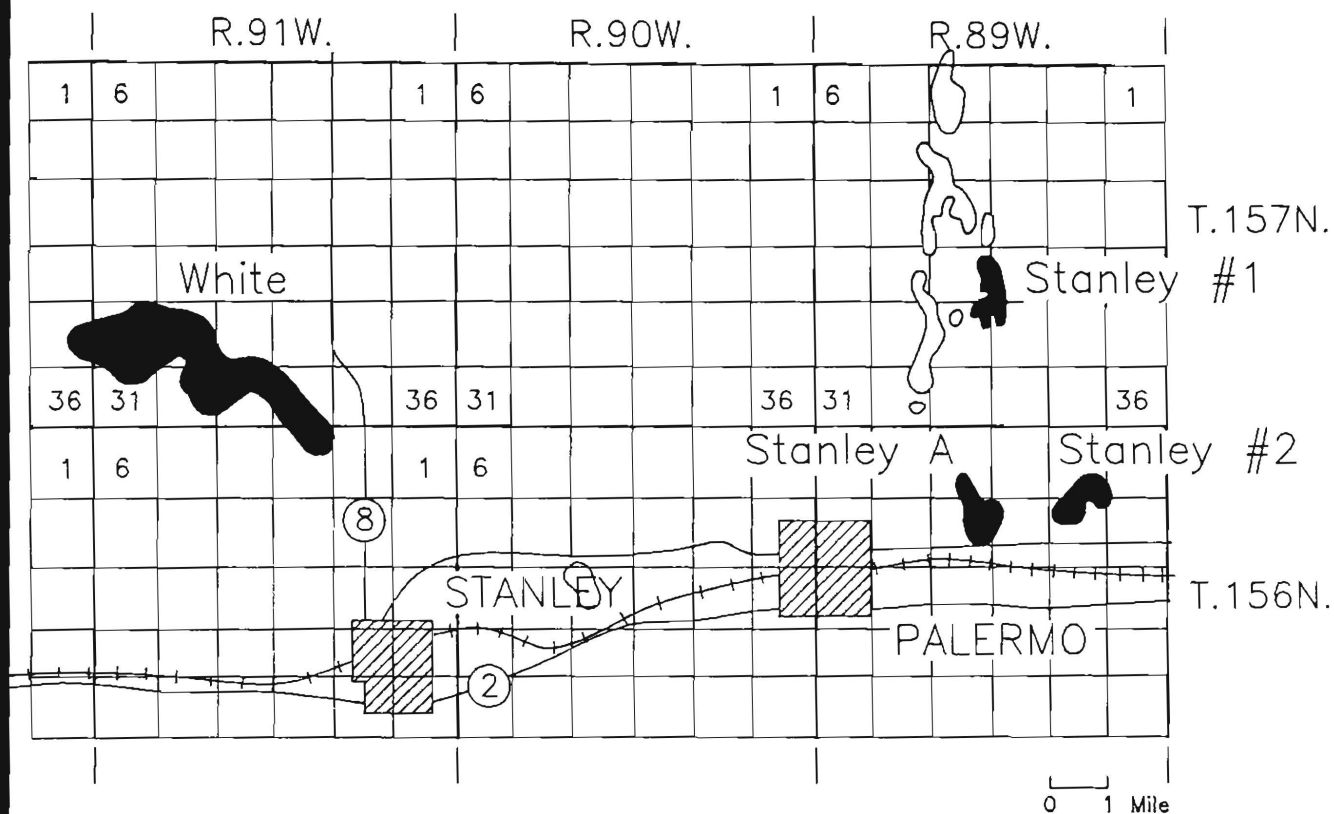 R.91W. R.90W. R.89W.
1 6 1 6 1 6 1
T.157N.
White Stanley #1
36 31 36 31 36 31 36
Stanley A Stanley #2
1 6 1 6
8
STANLEY T.156N.
PALERMO
2
0 1 Mile